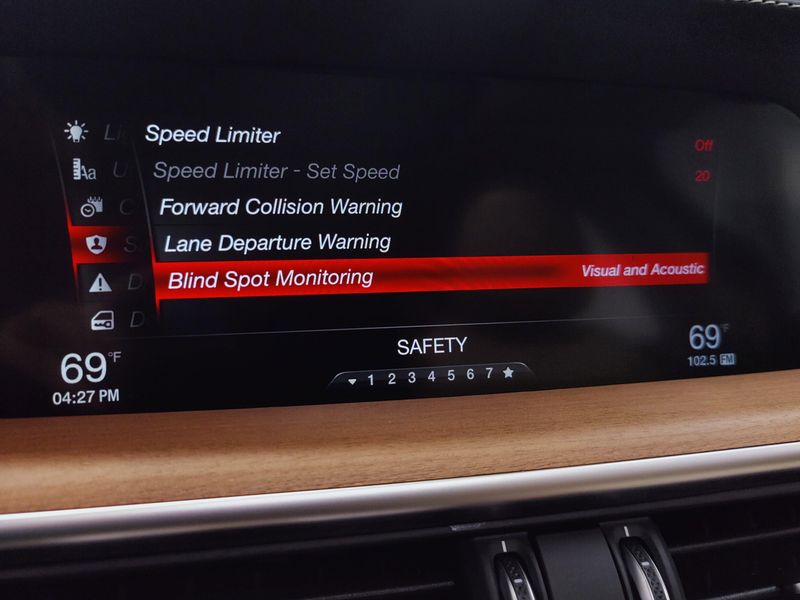 Speed Limiter
Off
Speed Limiter - Set Speed
20
Forward Collision Warning
Lane Departure Warning
Blind Spot Monitoring
Visual and Acoustic
SAFETY
69°F
04:27 PM
1 2 3 4 5 6 7
69°F
102.5 FM
Aa